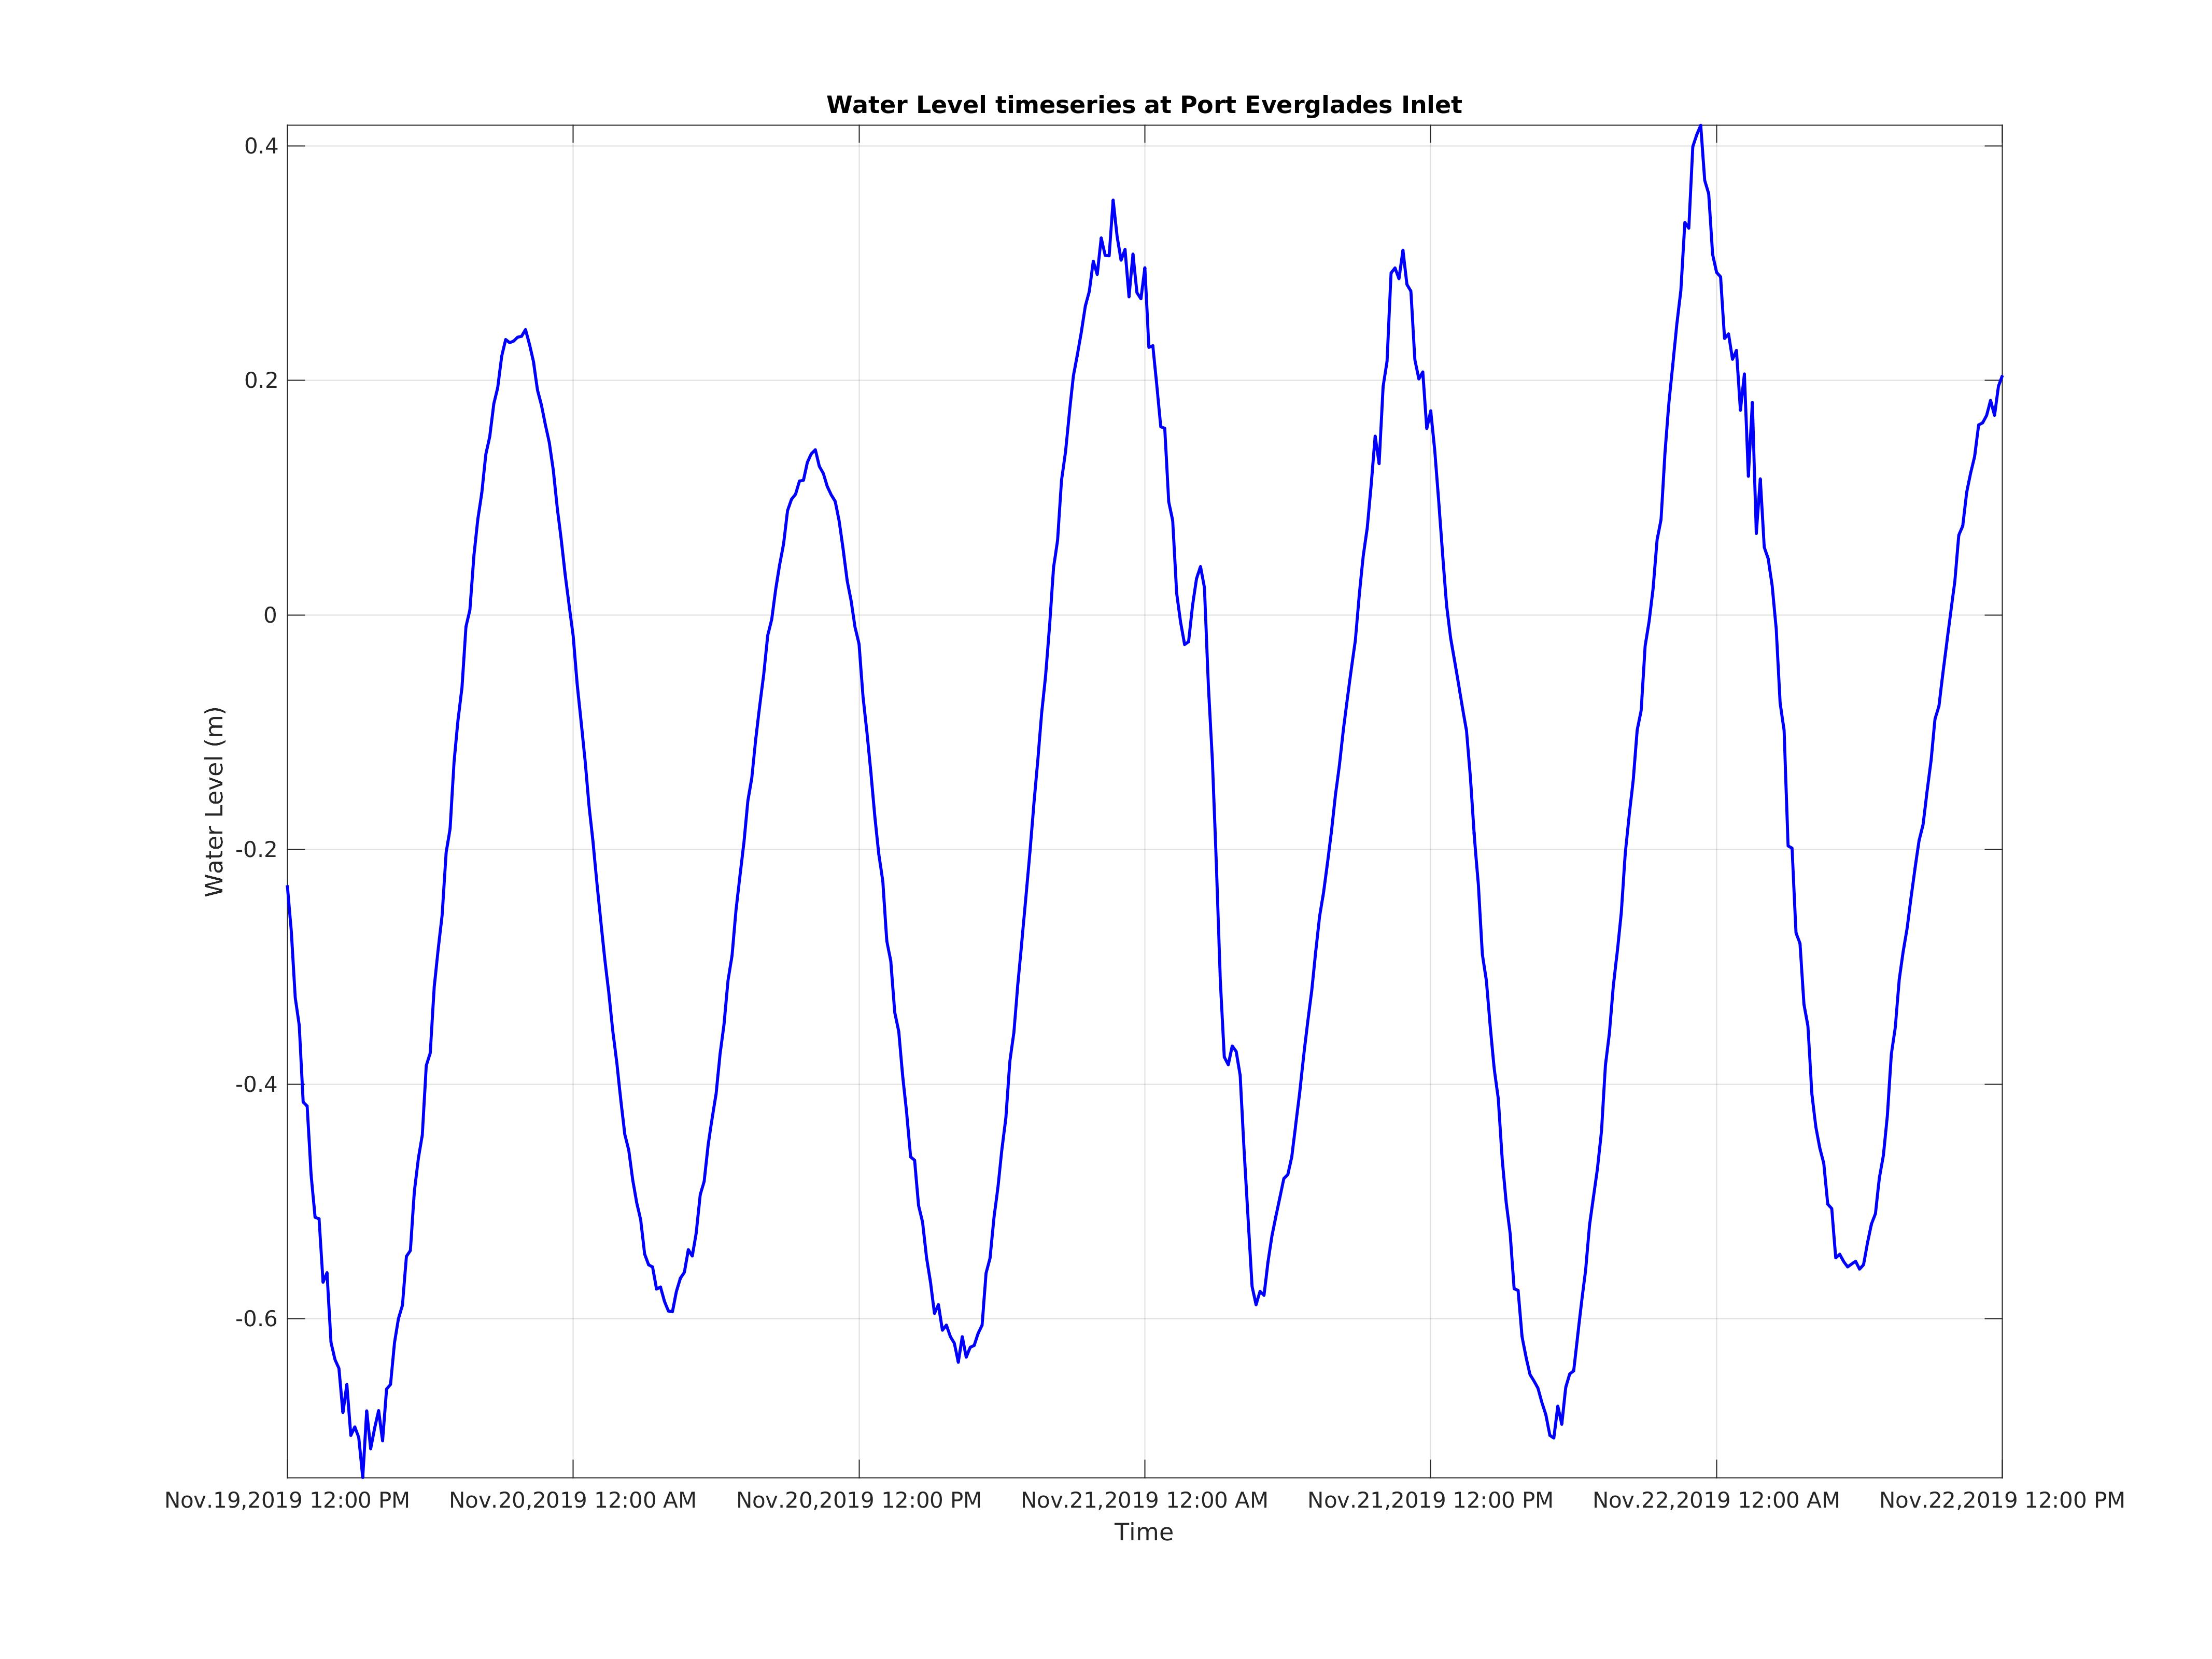 Water Level timeseries at Port Everglades Inlet
0.4
0.2
0
-0.2
-0.4
-0.6
Water Level (m)
Nov.19,2019 12:00 PM Nov.20,2019 12:00 AM Nov.20,2019 12:00 PM Nov.21,2019 12:00 AM Nov.21,2019 12:00 PM Nov.22,2019 12:00 AM Nov.22,2019 12:00 PM
Time